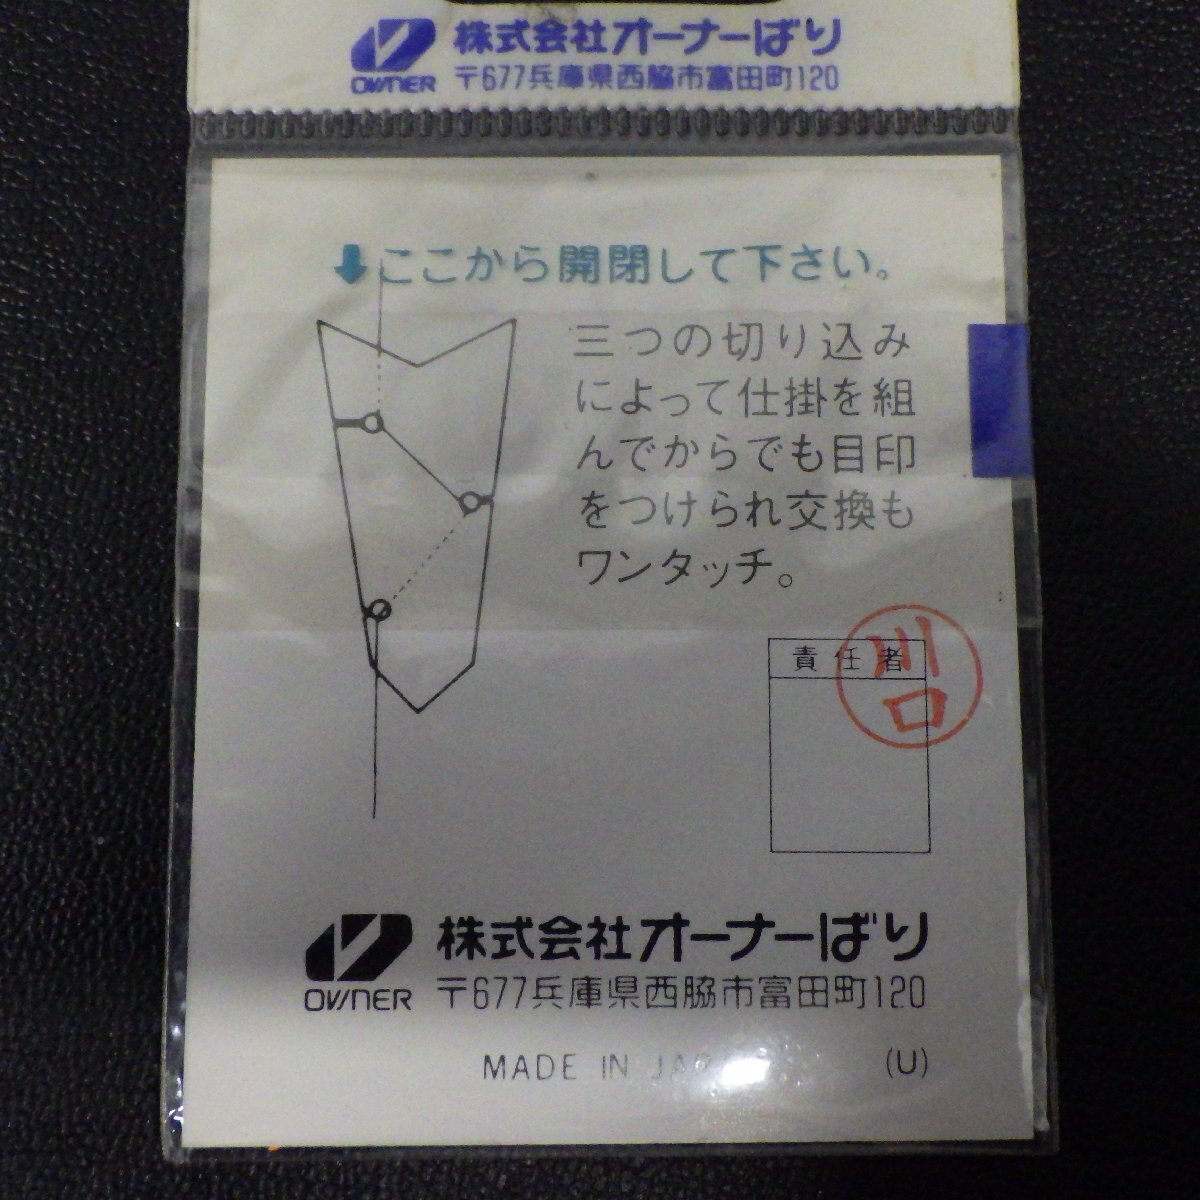 株式会社オーナーばり
OWNER
〒677兵庫県西脇市富田町120
ここから開閉して下さい。
三つの切り込み
によって仕掛を組
んでからでも目印
をつけられ交換も
ワンタッチ。
責任者
株式会社オーナーばり
OWNER
〒677兵庫県西脇市富田町120
MADE IN
(U)